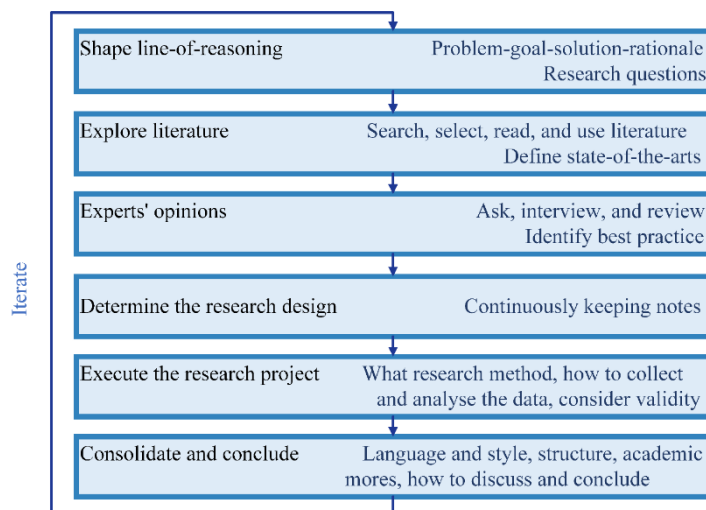 Shape line-of-reasoning Problem-goal-solution-rationale
Research questions
Explore literature Search, select, read, and use literature
Define state-of-the-arts
Experts' opinions Ask, interview, and review
Identify best practice
Iterate
Determine the research design Continuously keeping notes
Execute the research project What research method, how to collect
and analyse the data, consider validity
Consolidate and conclude Language and style, structure, academic
mores, how to discuss and conclude